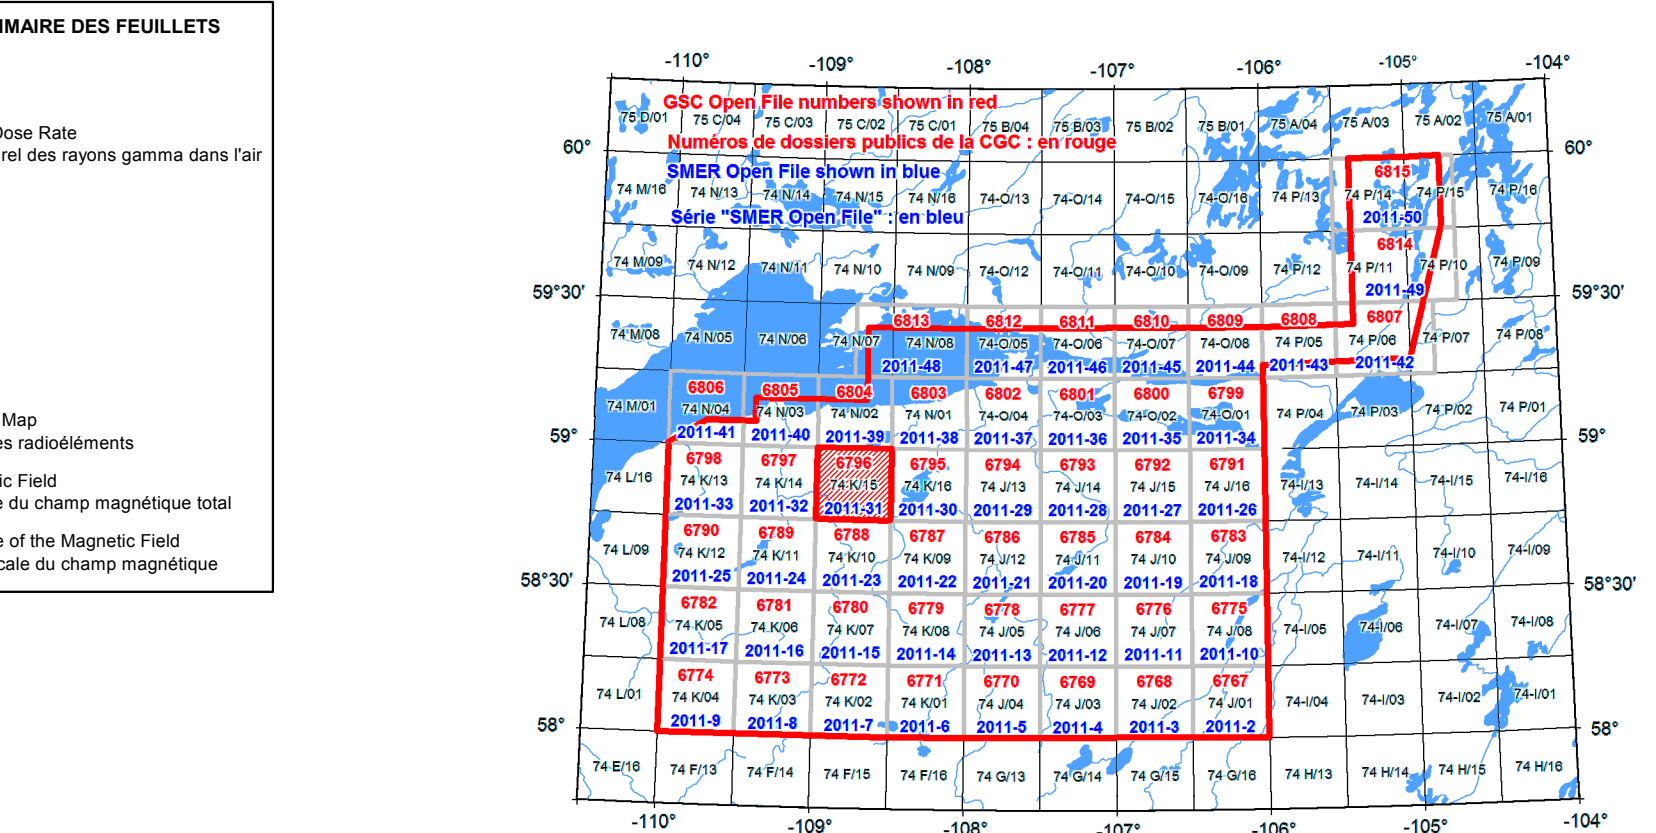 MMAIRE DES FEUILLETS
Dose Rate
rel des rayons gamma dans l'air
Map
es radioéléments
ic Field
e du champ magnétique total
e of the Magnetic Field
cale du champ magnétique
-110° -109° -108° -107° -106° -105° -104°
GSC Open File numbers shown in red
75 D/01 75 C/04 75 C/03 75 C/02 75 C/01 75 B/04 75 B/03 75 B/02 75 B/01 75 A/04 75 A/03 75 A/02 75 A/01
Numéros de dossiers publics de la CGC : en rouge
60° 60°
SMER Open File shown in blue 6815
74 M/16 74 N/13 74 N/14 74 N/15 74 N/16 74-O/13 74-O/14 74-O/15 74-O/16 74 P/13 74 P/14 74 P/15 74 P/16
Série "SMER Open File" : en bleu 2011-50
6814
74 M/09 74 N/12 74 N/11 74 N/10 74 N/09 74-O/12 74-O/11 74-O/10 74-O/09 74 P/12 74 P/11 74 P/10 74 P/09
59°30' 2011-49 59°30'
6813 6812 6811 6810 6809 6808 6807
74 M/08 74 N/05 74 N/06 74 N/07 74 N/08 74-O/05 74-O/06 74-O/07 74-O/08 74 P/05 74 P/06 74 P/07 74 P/08
2011-48 2011-47 2011-46 2011-45 2011-44 2011-43 2011-42
6806 6805 6804 6803 6802 6801 6800 6799
74 M/01 74 N/04 74 N/03 74 N/02 74 N/01 74-O/04 74-O/03 74-O/02 74-O/01 74 P/04 74 P/03 74 P/02 74 P/01
59° 2011-41 2011-40 2011-39 2011-38 2011-37 2011-36 2011-35 2011-34 59°
6798 6797 6796 6795 6794 6793 6792 6791
74 L/16 74 K/13 74 K/14 74 K/15 74 K/16 74 J/13 74 J/14 74 J/15 74 J/16 74-I/13 74-I/14 74-I/15 74-I/16
2011-33 2011-32 2011-31 2011-30 2011-29 2011-28 2011-27 2011-26
6790 6789 6788 6787 6786 6785 6784 6783
74 L/09 74 K/12 74 K/11 74 K/10 74 K/09 74 J/12 74 J/11 74 J/10 74 J/09 74-I/12 74-I/11 74-I/10 74-I/09
58°30' 2011-25 2011-24 2011-23 2011-22 2011-21 2011-20 2011-19 2011-18 58°30'
6782 6781 6780 6779 6778 6777 6776 6775
74 L/08 74 K/05 74 K/06 74 K/07 74 K/08 74 J/05 74 J/06 74 J/07 74 J/08 74-I/05 74-I/06 74-I/07 74-I/08
2011-17 2011-16 2011-15 2011-14 2011-13 2011-12 2011-11 2011-10
6774 6773 6772 6771 6770 6769 6768 6767
74 L/01 74 K/04 74 K/03 74 K/02 74 K/01 74 J/04 74 J/03 74 J/02 74 J/01 74-I/04 74-I/03 74-I/02 74-I/01
58° 2011-9 2011-8 2011-7 2011-6 2011-5 2011-4 2011-3 2011-2 58°
74 E/16 74 F/13 74 F/14 74 F/15 74 F/16 74 G/13 74 G/14 74 G/15 74 G/16 74 H/13 74 H/14 74 H/15 74 H/16
-110° -109° -108° -107° -106° -105° -104°